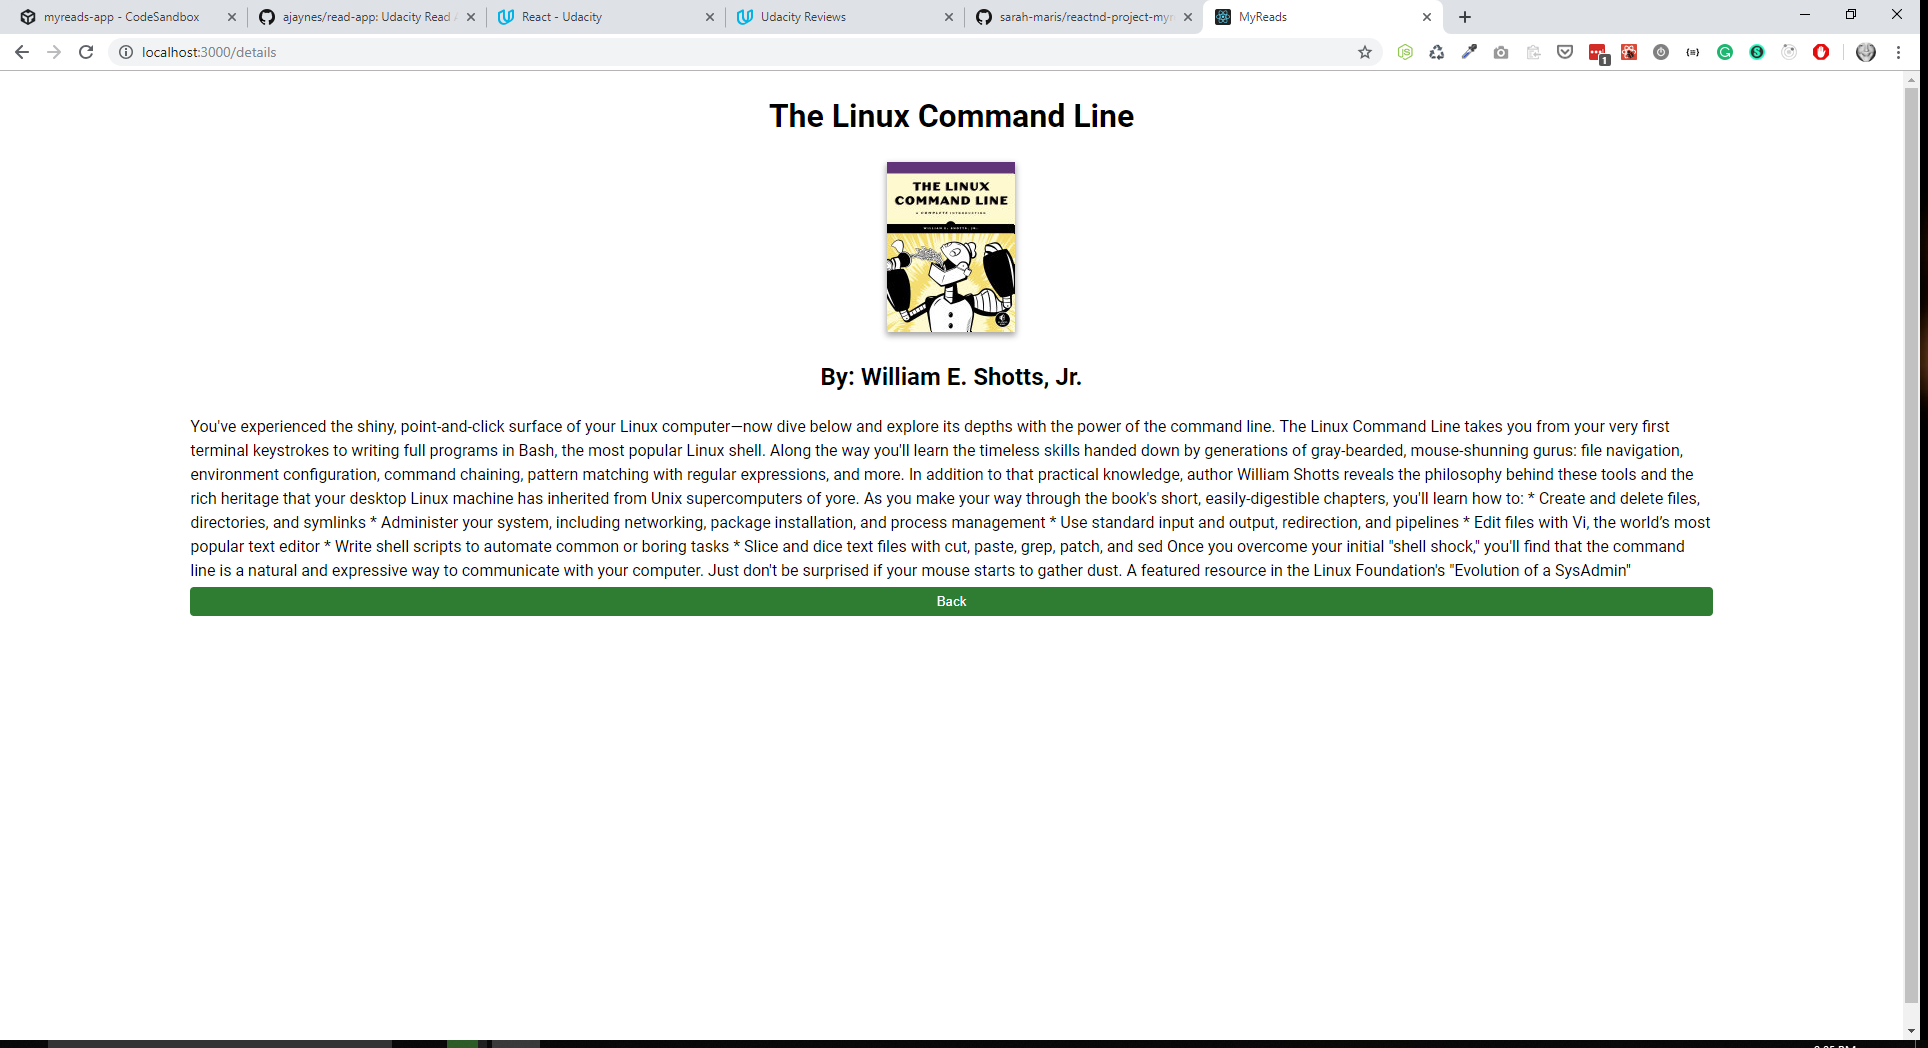 myreads-app - CodeSandbox
ajaynes/read-app: Udacity Read
React - Udacity
Udacity Reviews
sarah-maris/reactnd-project-my
MyReads
localhost:3000/details
1
The Linux Command Line
THE LINUX
COMMAND LINE
A COMPLETE INTRODUCTION
WILLIAM E. SHOTTS, JR.
By: William E. Shotts, Jr.
You've experienced the shiny, point-and-click surface of your Linux computer—now dive below and explore its depths with the power of the command line. The Linux Command Line takes you from your very first
terminal keystrokes to writing full programs in Bash, the most popular Linux shell. Along the way you'll learn the timeless skills handed down by generations of gray-bearded, mouse-shunning gurus: file navigation,
environment configuration, command chaining, pattern matching with regular expressions, and more. In addition to that practical knowledge, author William Shotts reveals the philosophy behind these tools and the
rich heritage that your desktop Linux machine has inherited from Unix supercomputers of yore. As you make your way through the book's short, easily-digestible chapters, you'll learn how to: * Create and delete files,
directories, and symlinks * Administer your system, including networking, package installation, and process management * Use standard input and output, redirection, and pipelines * Edit files with Vi, the world’s most
popular text editor * Write shell scripts to automate common or boring tasks * Slice and dice text files with cut, paste, grep, patch, and sed Once you overcome your initial "shell shock," you'll find that the command
line is a natural and expressive way to communicate with your computer. Just don't be surprised if your mouse starts to gather dust. A featured resource in the Linux Foundation's "Evolution of a SysAdmin"
Back